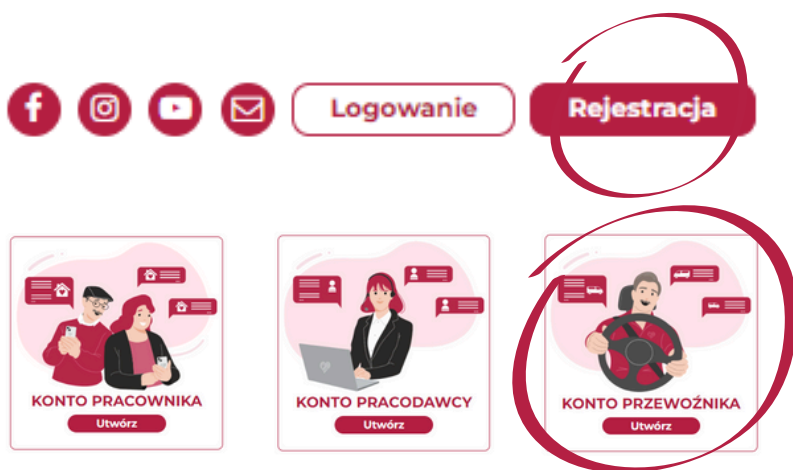 Logowanie
Rejestracja
KONTO PRACOWNIKA
Utwórz
KONTO PRACODAWCY
Utwórz
KONTO PRZEWOŹNIKA
Utwórz